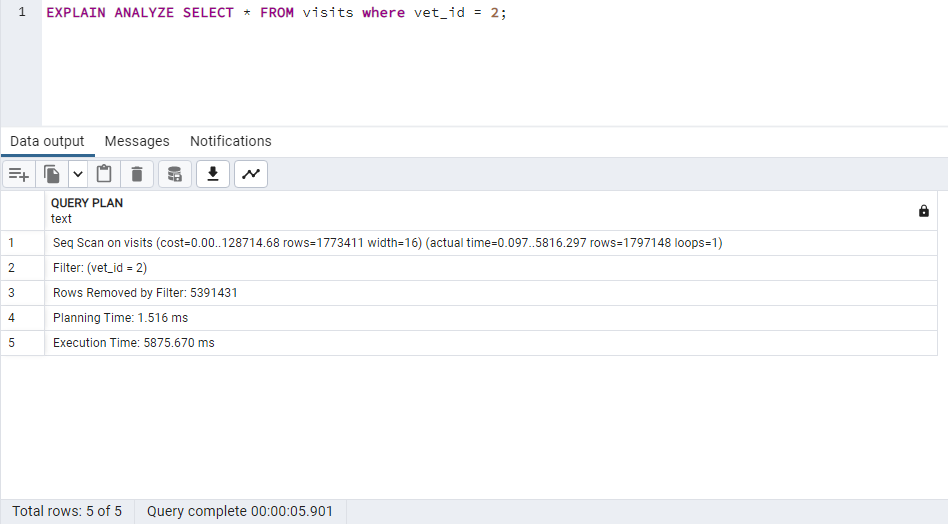 1 EXPLAIN ANALYZE SELECT * FROM visits where vet_id = 2;
Data output Messages Notifications
QUERY PLAN
text
1 Seq Scan on visits (cost=0.00..128714.68 rows=1773411 width=16) (actual time=0.097..5816.297 rows=1797148 loops=1)
2 Filter: (vet_id = 2)
3 Rows Removed by Filter: 5391431
4 Planning Time: 1.516 ms
5 Execution Time: 5875.670 ms
Total rows: 5 of 5 Query complete 00:00:05.901